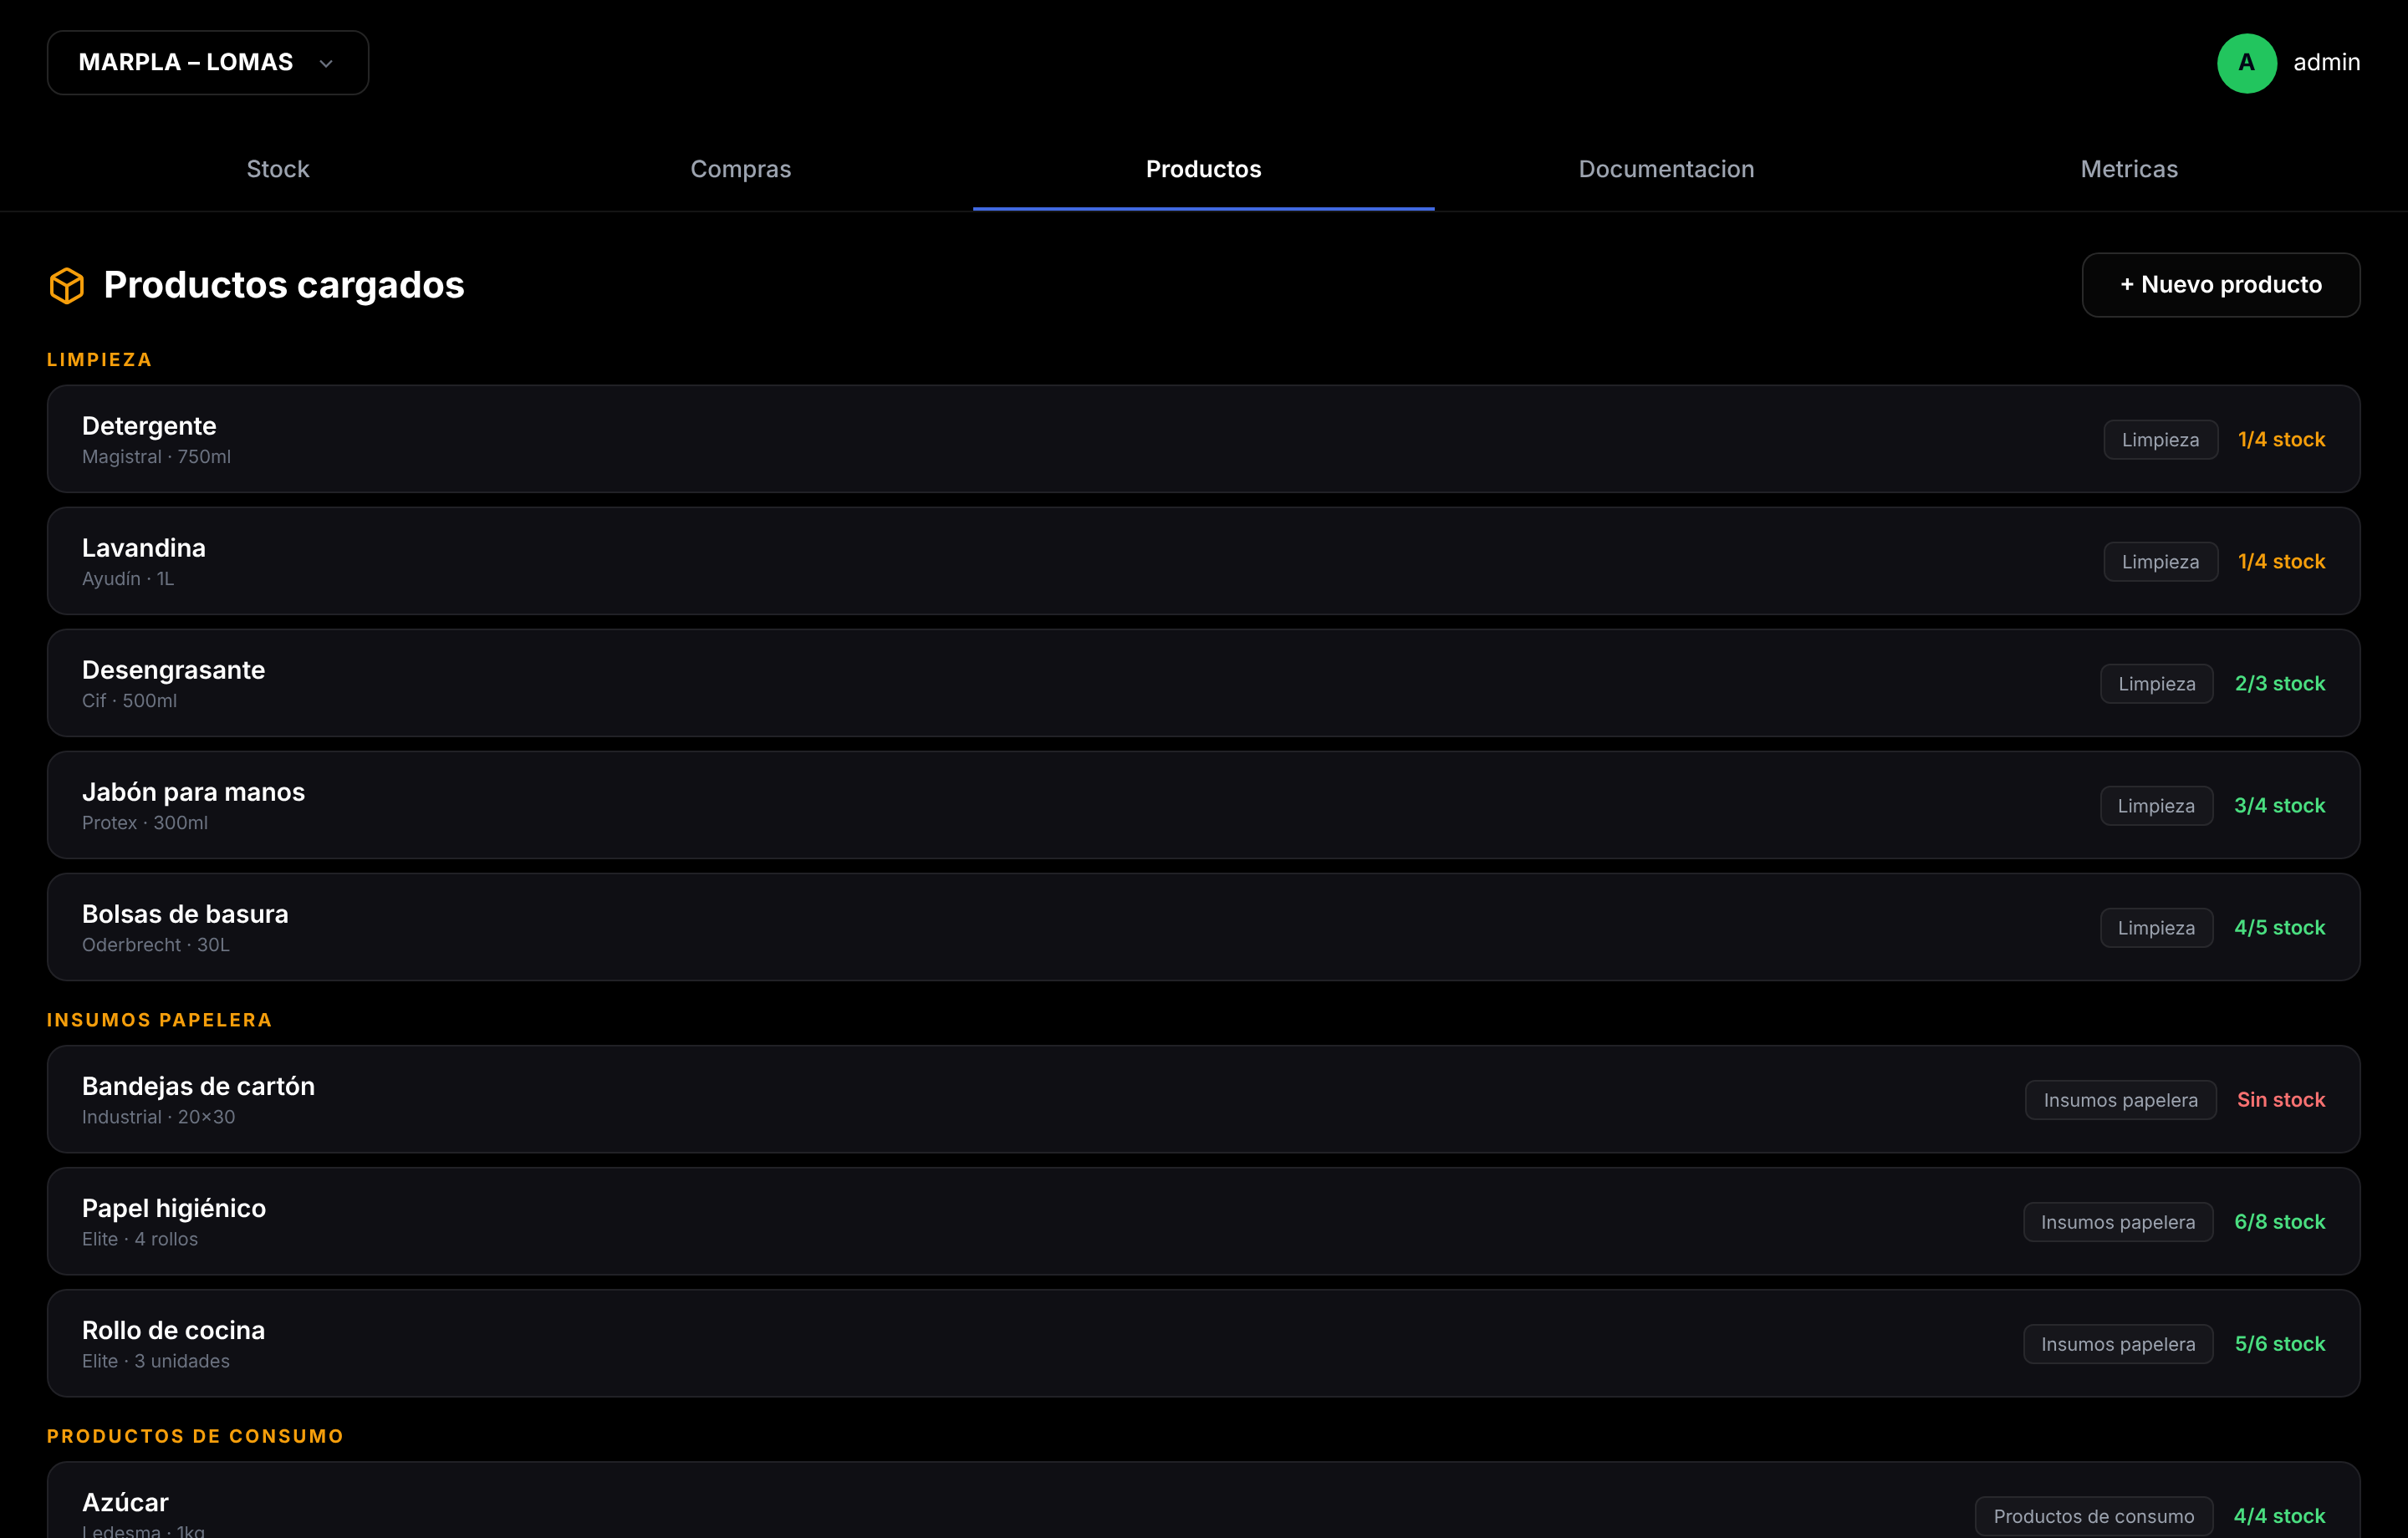 MARPLA – LOMAS
A admin
Stock Compras Productos Documentacion Metricas
Productos cargados
+ Nuevo producto
LIMPIEZA
Detergente
Magistral · 750ml
Limpieza 1/4 stock
Lavandina
Ayudín · 1L
Limpieza 1/4 stock
Desengrasante
Cif · 500ml
Limpieza 2/3 stock
Jabón para manos
Protex · 300ml
Limpieza 3/4 stock
Bolsas de basura
Oderbrecht · 30L
Limpieza 4/5 stock
INSUMOS PAPELERA
Bandejas de cartón
Industrial · 20×30
Insumos papelera Sin stock
Papel higiénico
Elite · 4 rollos
Insumos papelera 6/8 stock
Rollo de cocina
Elite · 3 unidades
Insumos papelera 5/6 stock
PRODUCTOS DE CONSUMO
Azúcar
Ledesma · 1kg
Productos de consumo 4/4 stock